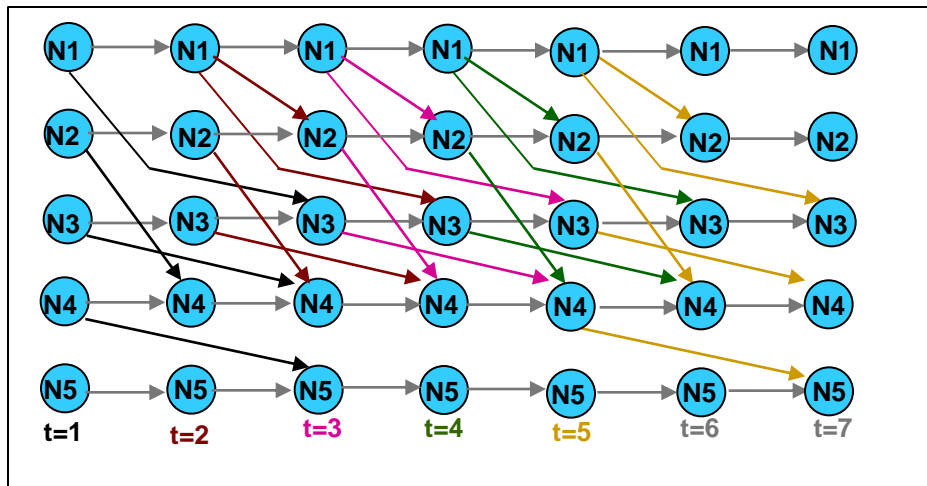 N1 N1 N1 N1 N1 N1 N1
N2 N2 N2 N2 N2 N2 N2
N3 N3 N3 N3 N3 N3 N3
N4 N4 N4 N4 N4 N4 N4
N5 N5 N5 N5 N5 N5 N5
t=1 t=2 t=3 t=4 t=5 t=6 t=7